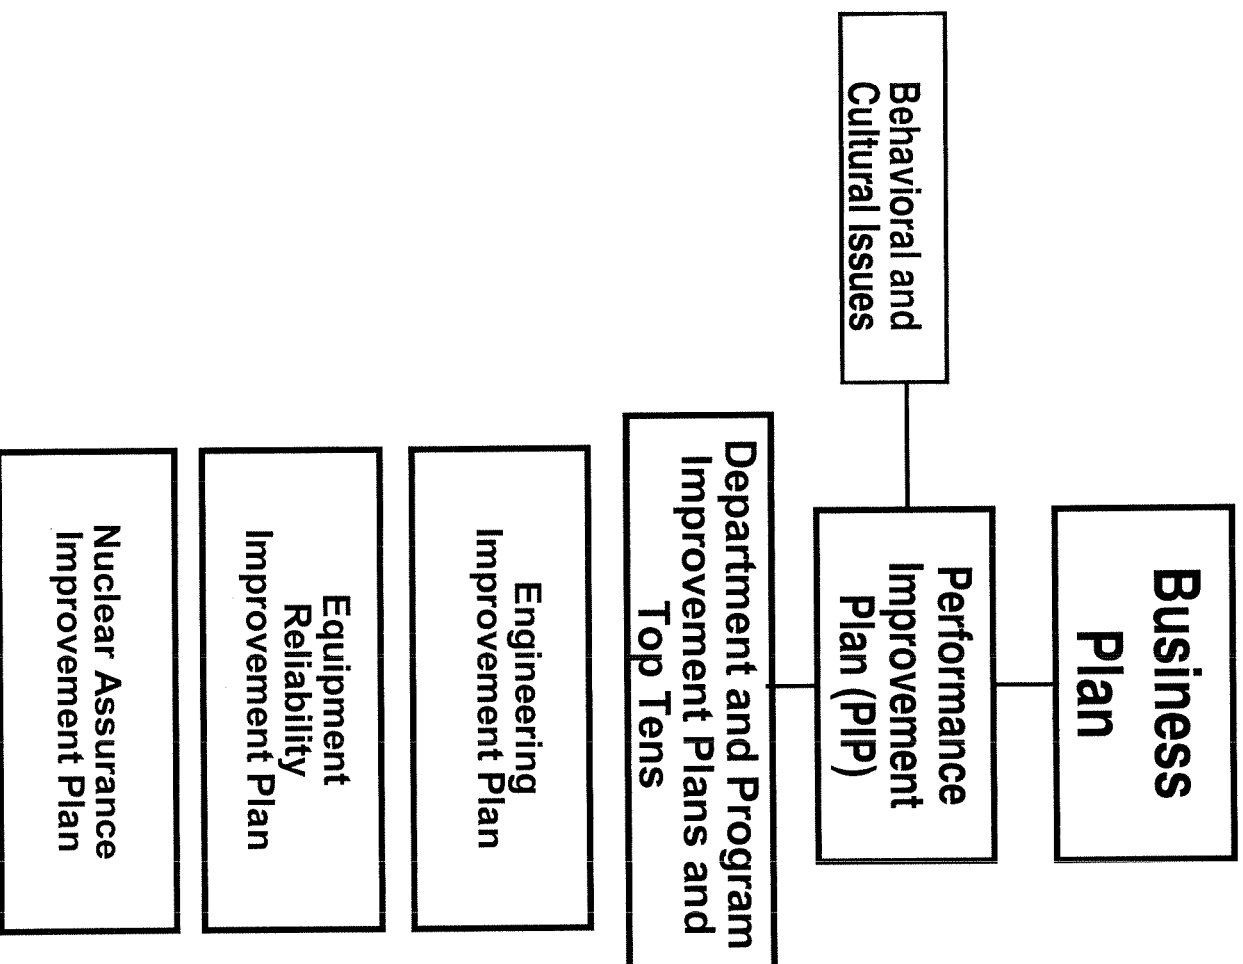 Business
Plan
Behavioral and
Cultural Issues
Performance
Improvement
Plan (PIP)
Department and Program
Improvement Plans and
Top Tens
Engineering
Improvement Plan
Equipment
Reliability
Improvement Plan
Nuclear Assurance
Improvement Plan